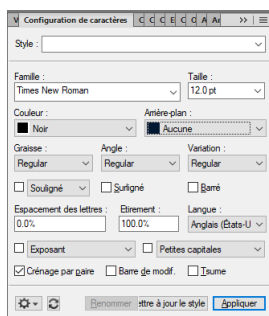 V Configuration de caractères C C C E C O A Ar >>
Style :
Famille : Taille :
Times New Roman 12.0 pt
Couleur : Arrière-plan :
Noir Aucune
Graisse : Angle : Variation :
Regular Regular Regular
Souligné Surligné Barré
Espacement des lettres : Etirement : Langue :
0.0% 100.0% Anglais (États-U
Exposant Petites capitales
Crénage par paire Barre de modif. Tsume
Renommer ettre à jour le style Appliquer